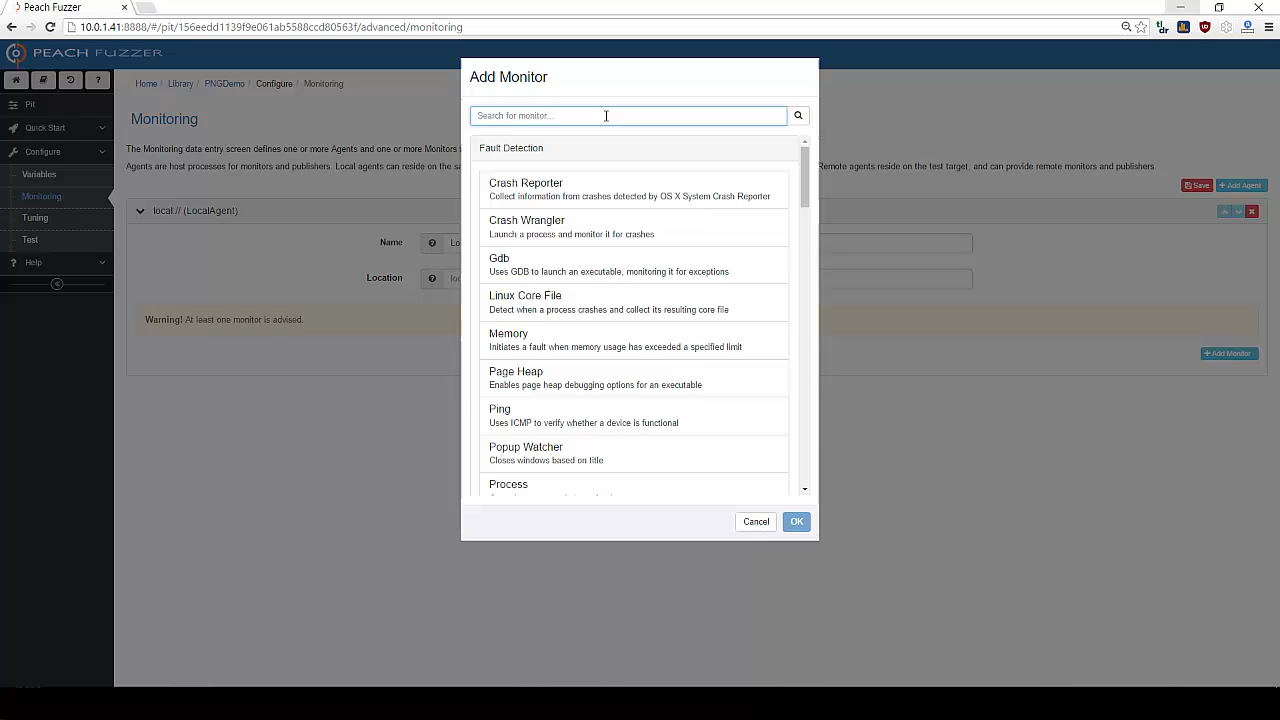 Peach Fuzzer
10.0.1.41:8888/#/pit/156eedd1139f9e061ab5588ccd80563f/advanced/monitoring
tl;dr
PEACH FUZZER
Home / Library / PNGDemo / Configure / Monitoring
Pit
Quick Start
Configure
Variables
Monitoring
Tuning
Test
Help
Monitoring
The Monitoring data entry screen defines one or more Agents and one or more Monitors
Agents are host processes for monitors and publishers. Local agents can reside on the
Remote agents reside on the test target, and can provide remote monitors and publishers.
Save
Add Agent
local:// (LocalAgent)
Name
Lo
Location
loc
Warning! At least one monitor is advised.
Add Monitor
Add Monitor
Search for monitor...
Fault Detection
Crash Reporter
Collect information from crashes detected by OS X System Crash Reporter
Crash Wrangler
Launch a process and monitor it for crashes
Gdb
Uses GDB to launch an executable, monitoring it for exceptions
Linux Core File
Detect when a process crashes and collect its resulting core file
Memory
Initiates a fault when memory usage has exceeded a specified limit
Page Heap
Enables page heap debugging options for an executable
Ping
Uses ICMP to verify whether a device is functional
Popup Watcher
Closes windows based on title
Process
Cancel
OK